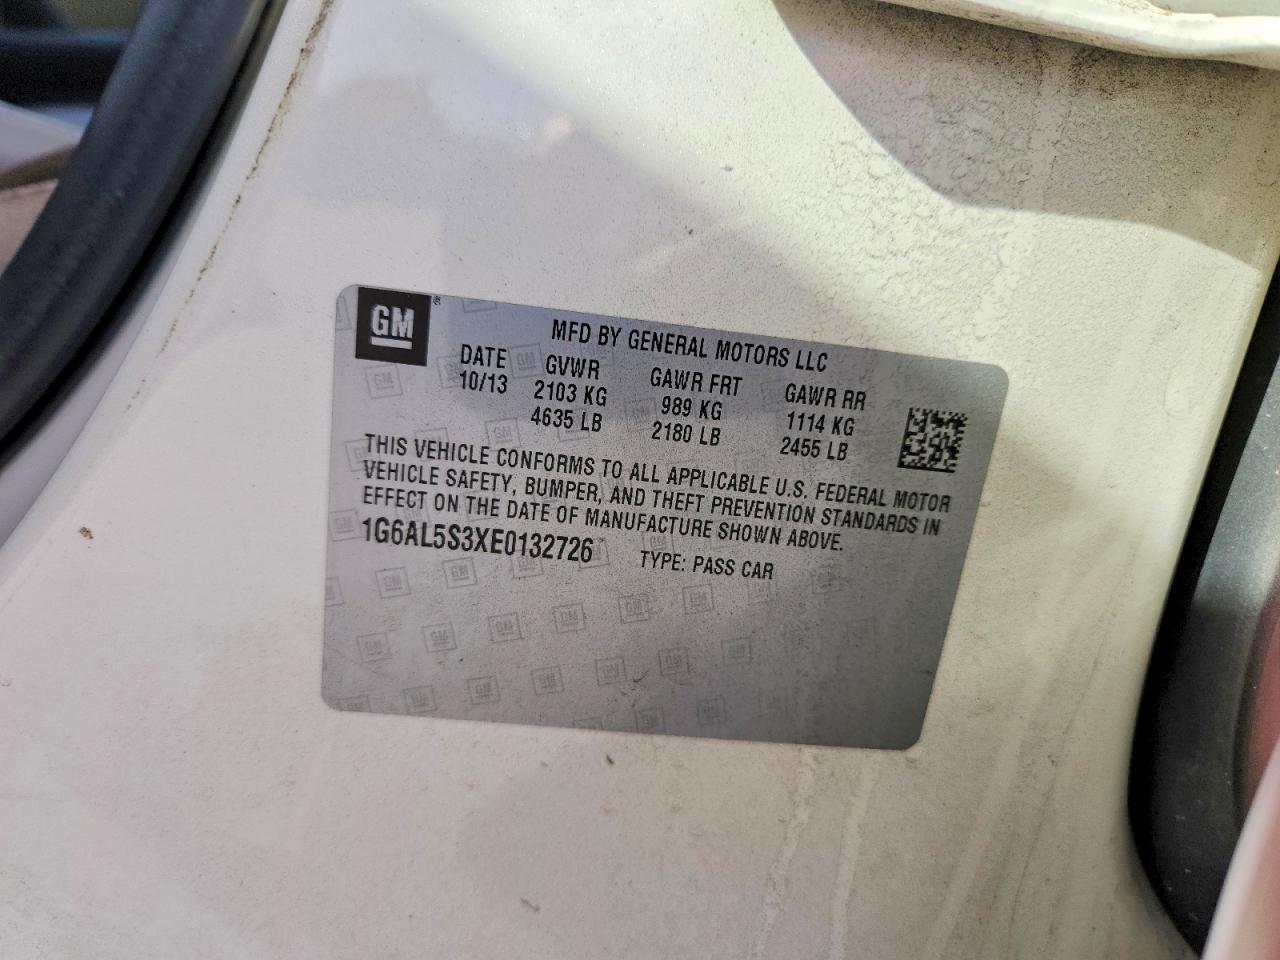 GM®
MFD BY GENERAL MOTORS LLC
DATE GVWR GAWR FRT GAWR RR
10/13 2103 KG 989 KG 1114 KG
4635 LB 2180 LB 2455 LB
THIS VEHICLE CONFORMS TO ALL APPLICABLE U.S. FEDERAL MOTOR
VEHICLE SAFETY, BUMPER, AND THEFT PREVENTION STANDARDS IN
EFFECT ON THE DATE OF MANUFACTURE SHOWN ABOVE.
1G6AL5S3XE0132726 TYPE: PASS CAR